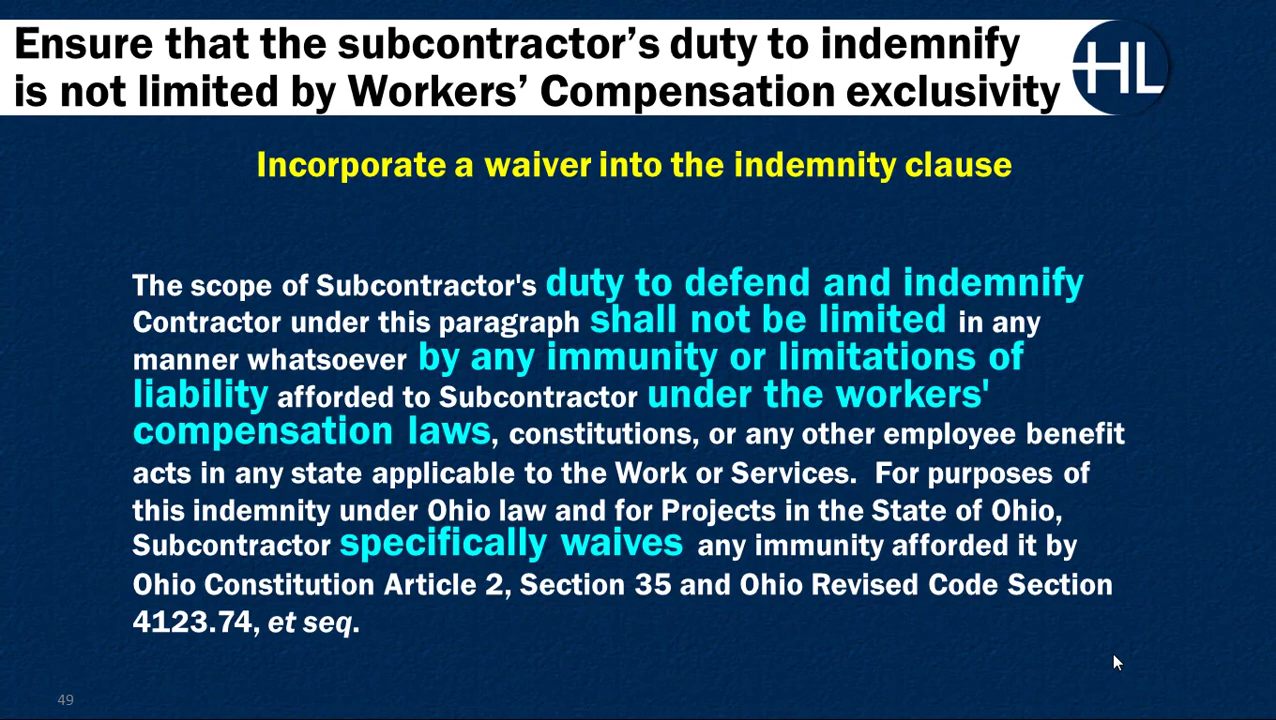 Ensure that the subcontractor’s duty to indemnify
is not limited by Workers’ Compensation exclusivity
HL
Incorporate a waiver into the indemnity clause
The scope of Subcontractor's duty to defend and indemnify
Contractor under this paragraph shall not be limited in any
manner whatsoever by any immunity or limitations of
liability afforded to Subcontractor under the workers'
compensation laws, constitutions, or any other employee benefit
acts in any state applicable to the Work or Services.  For purposes of
this indemnity under Ohio law and for Projects in the State of Ohio,
Subcontractor specifically waives any immunity afforded it by
Ohio Constitution Article 2, Section 35 and Ohio Revised Code Section
4123.74, et seq.
49